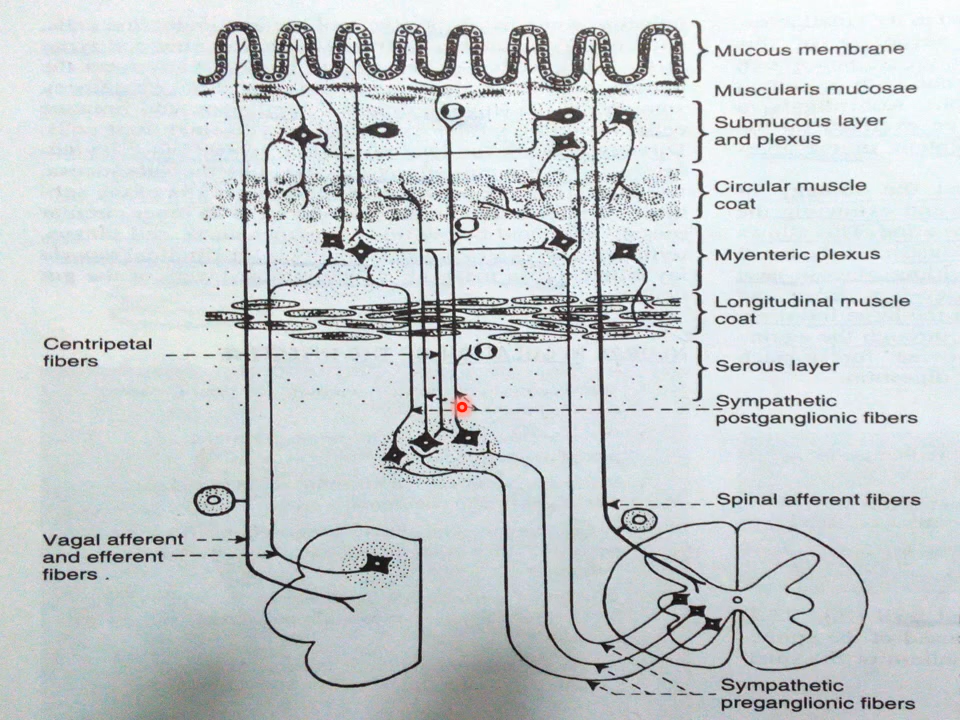 Mucous membrane
Muscularis mucosae
Submucous layer
and plexus
Circular muscle
coat
Myenteric plexus
Longitudinal muscle
coat
Centripetal
fibers
Serous layer
Sympathetic
postganglionic fibers
Spinal afferent fibers
Vagal afferent
and efferent
fibers .
Sympathetic
preganglionic fibers